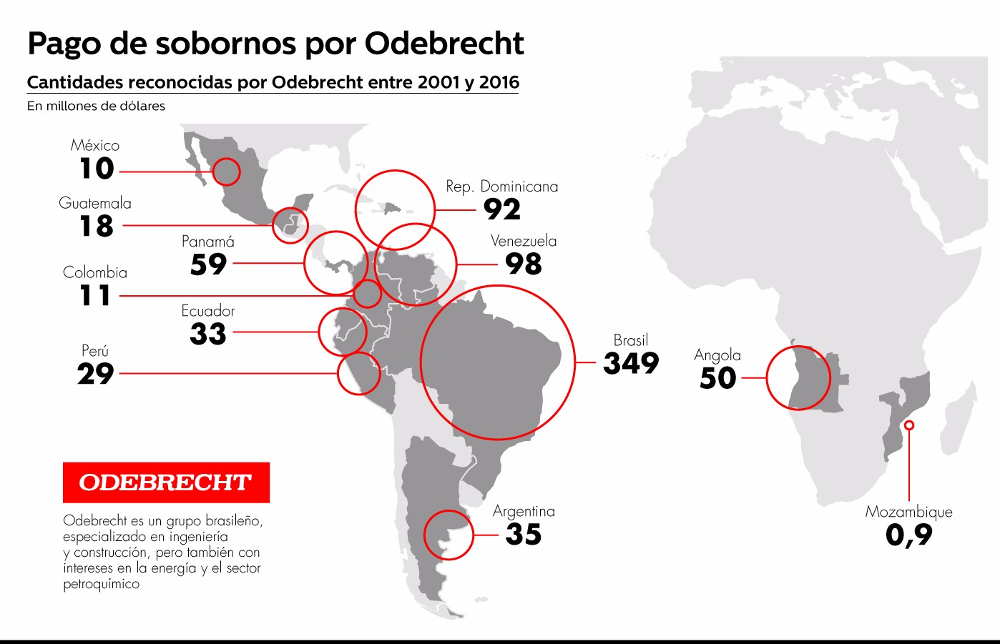 Pago de sobornos por Odebrecht
Cantidades reconocidas por Odebrecht entre 2001 y 2016
En millones de dólares
México
10
Guatemala
18
Panamá
59
Colombia
11
Ecuador
33
Perú
29
Rep. Dominicana
92
Venezuela
98
Brasil
349
Argentina
35
Angola
50
Mozambique
0,9
ODEBRECHT
Odebrecht es un grupo brasileño,
especializado en ingeniería
y construcción, pero también con
intereses en la energía y el sector
petroquímico